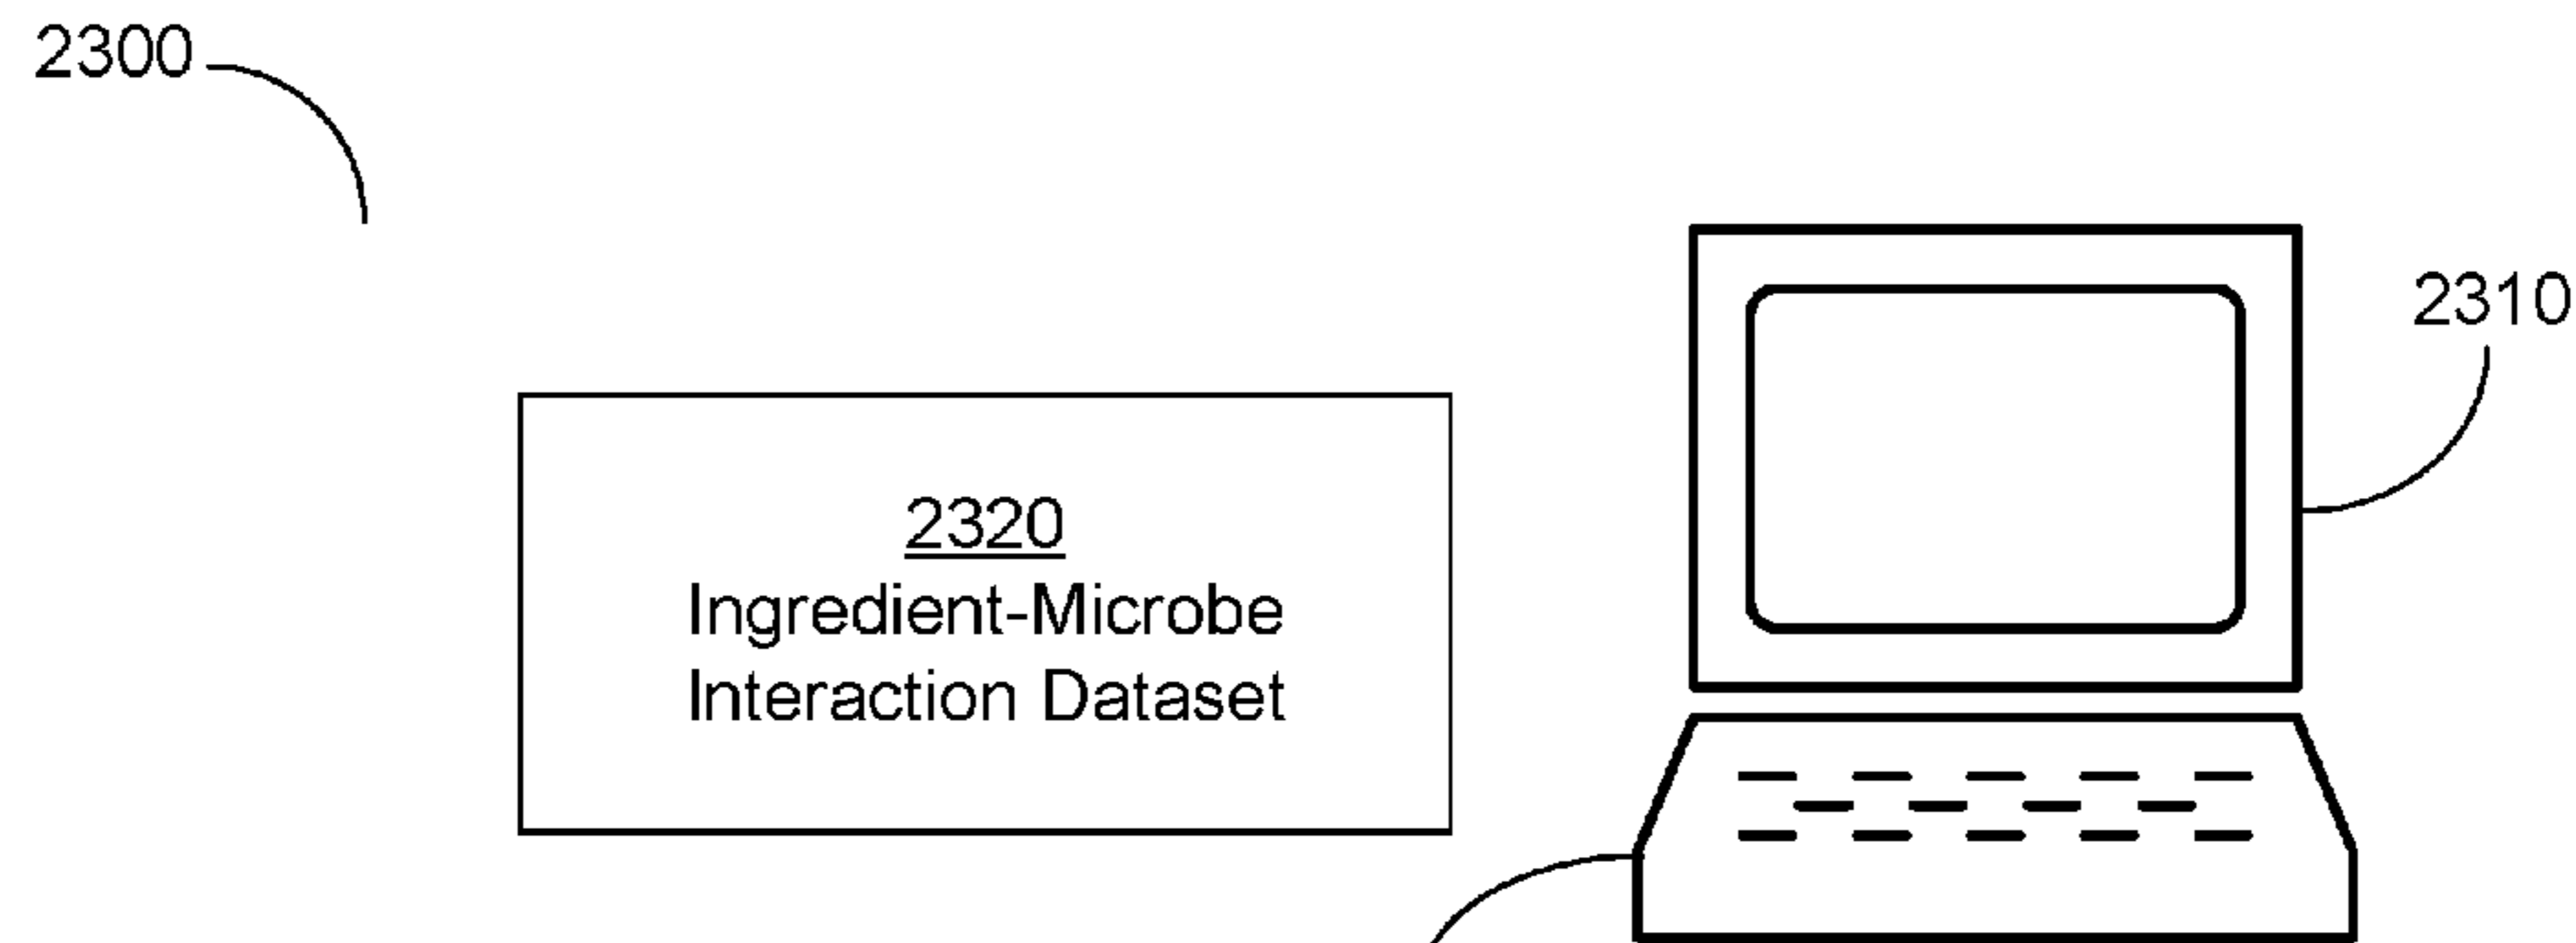 2300
2310
2320
Ingredient-Microbe
Interaction Dataset